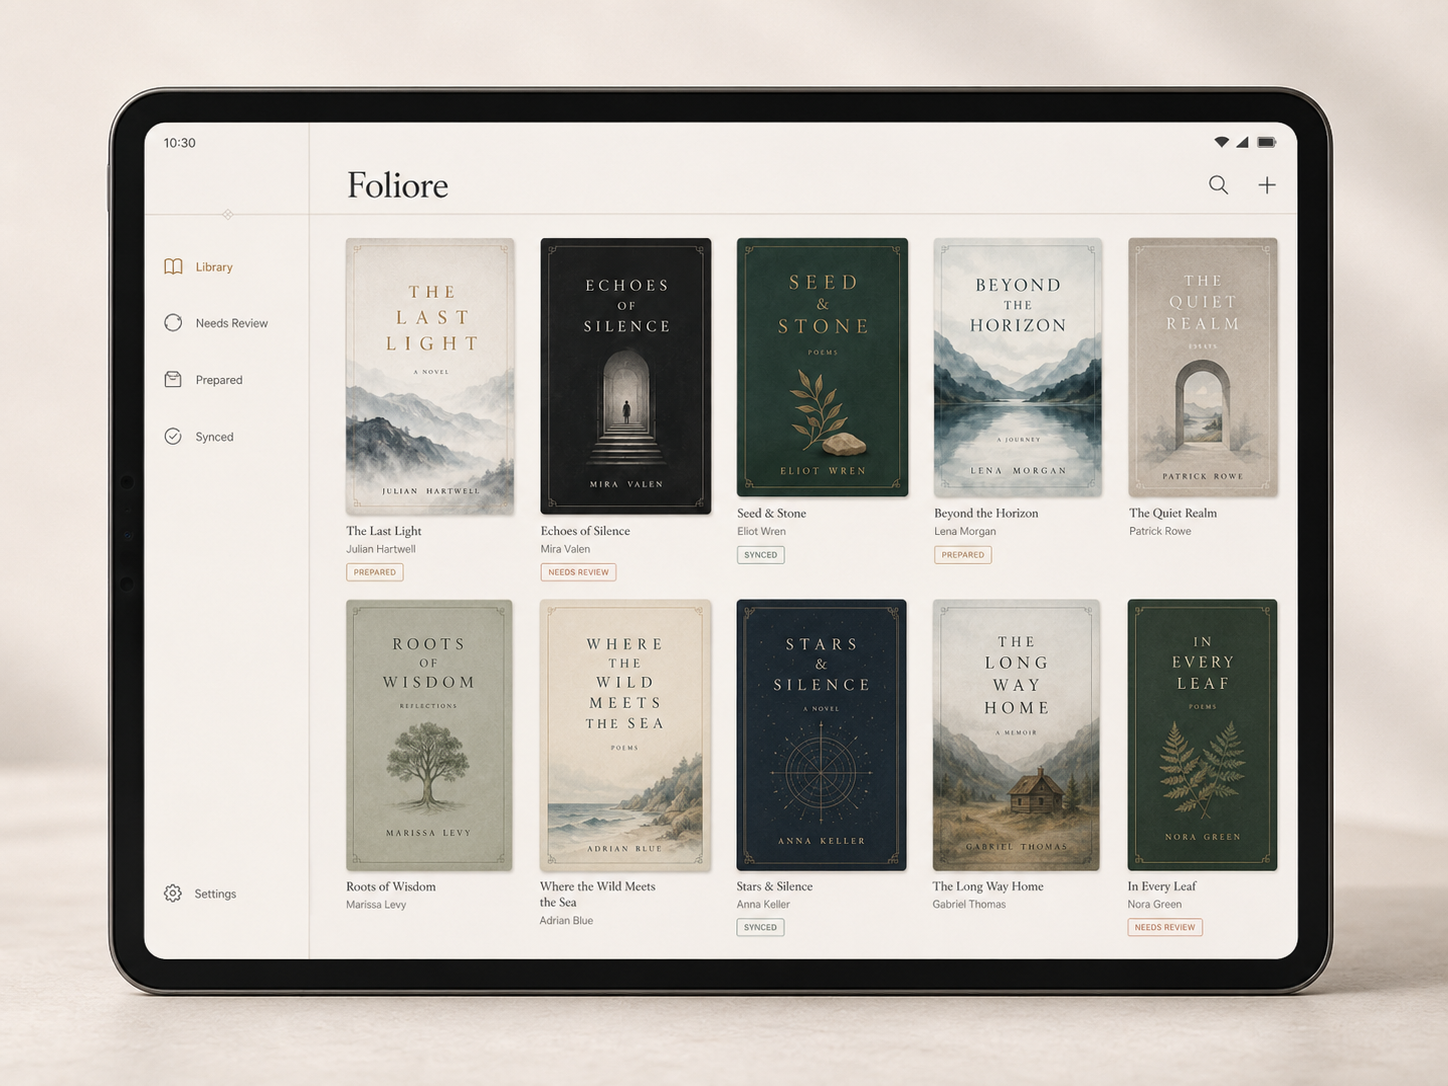 10:30
Foliore
Library
Needs Review
Prepared
Synced
Settings
THE
LAST
LIGHT
A NOVEL
JULIAN HARTWELL
The Last Light
Julian Hartwell
PREPARED
ECHOES
OF
SILENCE
MIRA VALEN
Echoes of Silence
Mira Valen
NEEDS REVIEW
SEED
&
STONE
POEMS
ELIOT WREN
Seed & Stone
Eliot Wren
SYNCED
BEYOND
THE
HORIZON
A JOURNEY
LENA MORGAN
Beyond the Horizon
Lena Morgan
PREPARED
THE
QUIET
REALM
ESSAYS
PATRICK ROWE
The Quiet Realm
Patrick Rowe
ROOTS
OF
WISDOM
REFLECTIONS
MARISSA LEVY
Roots of Wisdom
Marissa Levy
WHERE
THE
WILD
MEETS
THE SEA
POEMS
ADRIAN BLUE
Where the Wild Meets
the Sea
Adrian Blue
STARS
&
SILENCE
A NOVEL
ANNA KELLER
Stars & Silence
Anna Keller
SYNCED
THE
LONG
WAY
HOME
A MEMOIR
GABRIEL THOMAS
The Long Way Home
Gabriel Thomas
IN
EVERY
LEAF
POEMS
NORA GREEN
In Every Leaf
Nora Green
NEEDS REVIEW